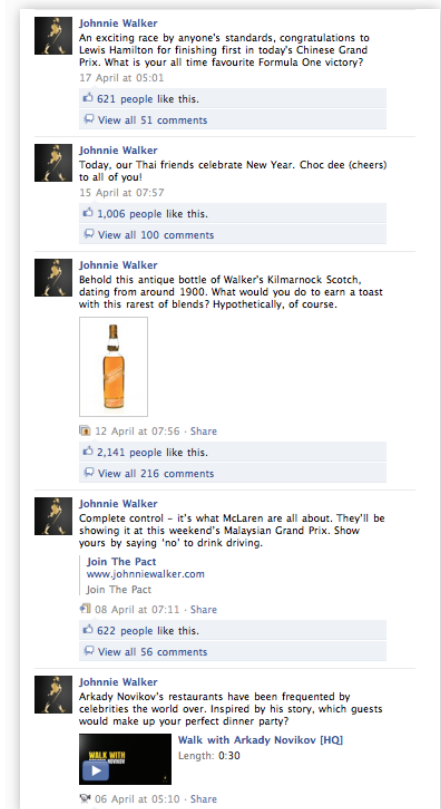 Johnnie Walker
An exciting race by anyone's standards, congratulations to
Lewis Hamilton for finishing first in today's Chinese Grand
Prix. What is your all time favourite Formula One victory?
17 April at 05:01
621 people like this.
View all 51 comments
Johnnie Walker
Today, our Thai friends celebrate New Year. Choc dee (cheers)
to all of you!
15 April at 07:57
1,006 people like this.
View all 100 comments
Johnnie Walker
Behold this antique bottle of Walker's Kilmarnock Scotch,
dating from around 1900. What would you do to earn a toast
with this rarest of blends? Hypothetically, of course.
12 April at 07:56 · Share
2,141 people like this.
View all 216 comments
Johnnie Walker
Complete control – it's what McLaren are all about. They'll be
showing it at this weekend's Malaysian Grand Prix. Show
yours by saying 'no' to drink driving.
Join The Pact
www.johnniewalker.com
Join The Pact
08 April at 07:11 · Share
622 people like this.
View all 56 comments
Johnnie Walker
Arkady Novikov's restaurants have been frequented by
celebrities the world over. Inspired by his story, which guests
would make up your perfect dinner party?
WALK WITH
NOVIKOV
Walk with Arkady Novikov [HQ]
Length: 0:30
06 April at 05:10 · Share